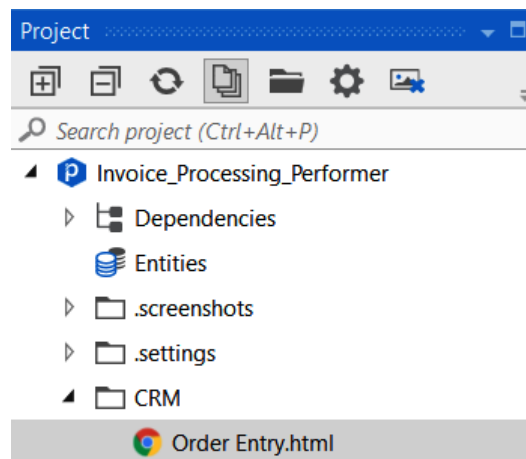 Project
Search project (Ctrl+Alt+P)
Invoice_Processing_Performer
Dependencies
Entities
.screenshots
.settings
CRM
Order Entry.html